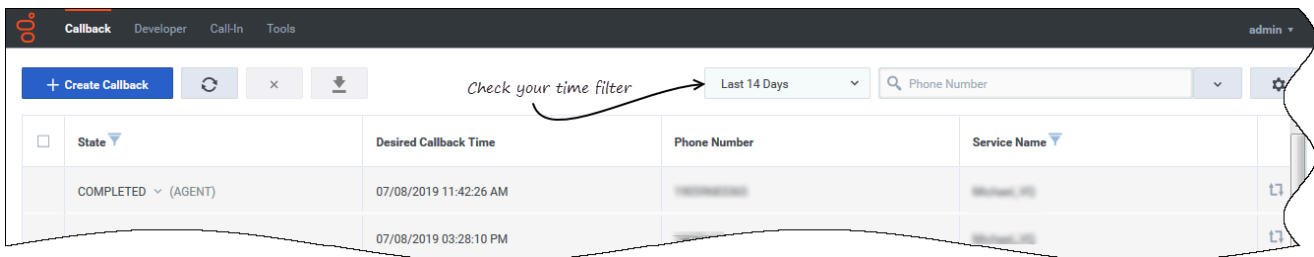 Callback Developer Call-In Tools admin
+ Create Callback Check your time filter Last 14 Days Phone Number
State Desired Callback Time Phone Number Service Name
COMPLETED (AGENT) 07/08/2019 11:42:26 AM
07/08/2019 03:28:10 PM